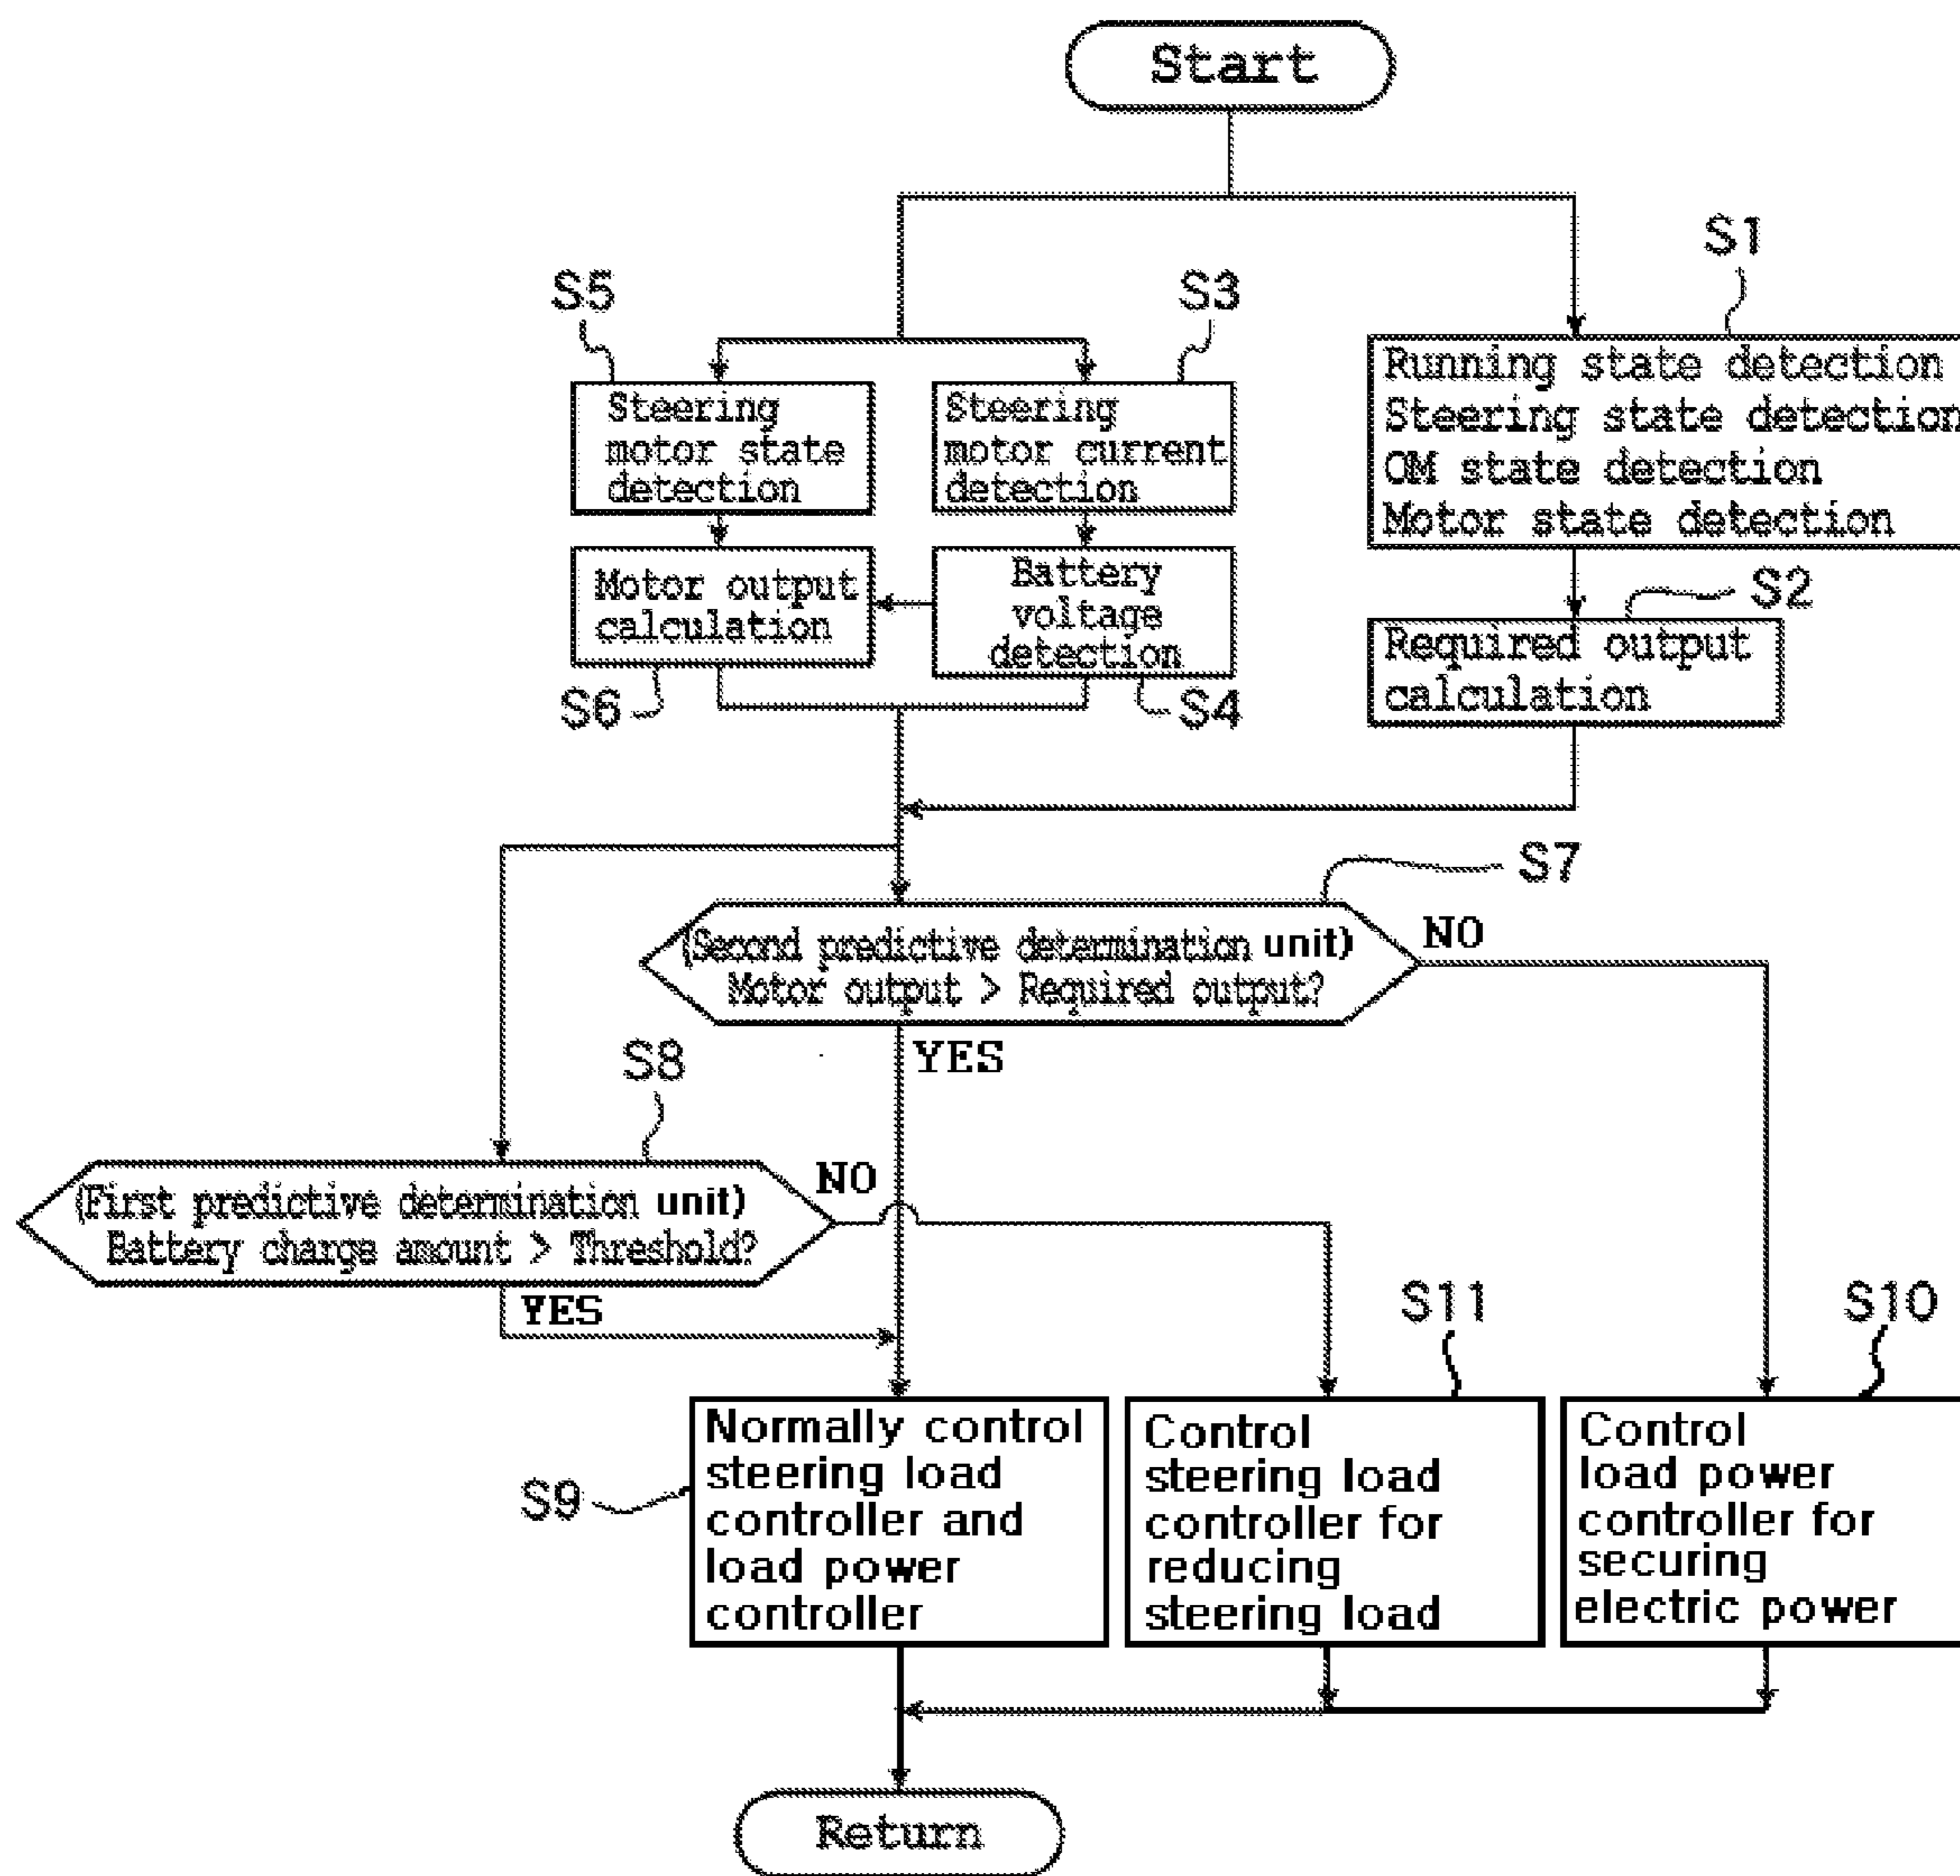 Start
S1
S5
S3
Running state detection
Steering state detection
OM state detection
Motor state detection
Steering
motor state
detection
Steering
motor current
detection
Motor output
calculation
Battery
voltage
detection
S2
Required output
calculation
S6
S4
S7
(Second predictive determination unit)
Motor output > Required output?
NO
YES
S8
(First predictive determination unit)
Battery charge amount > Threshold?
NO
YES
S11
S10
S9
Normally control
steering load
controller and
load power
controller
Control
steering load
controller for
reducing
steering load
Control
load power
controller for
securing
electric power
Return